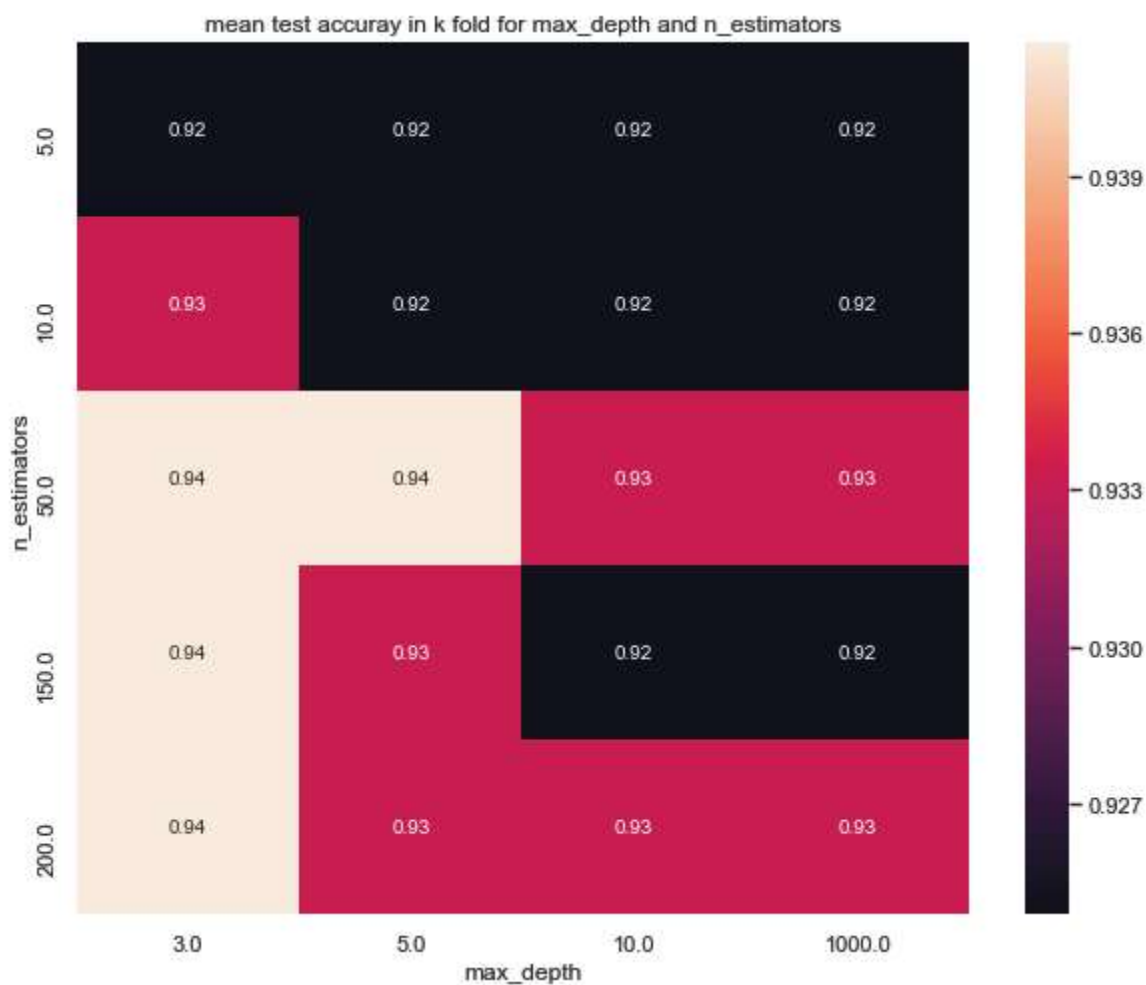 mean test accuray in k fold for max_depth and n_estimators
5.0
0.92 0.92 0.92 0.92
10.0
0.93 0.92 0.92 0.92
50.0
0.94 0.94 0.93 0.93
150.0
0.94 0.93 0.92 0.92
200.0
0.94 0.93 0.93 0.93
n_estimators
3.0 5.0 10.0 1000.0
max_depth
0.939
0.936
0.933
0.930
0.927